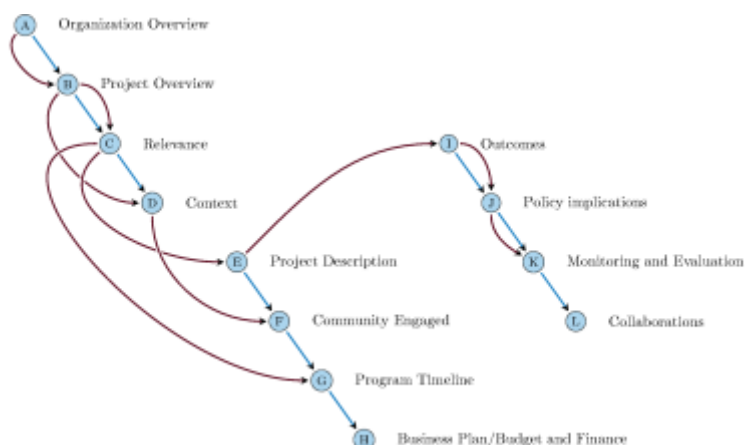 A Organization Overview
B Project Overview
C Relevance
D Context
E Project Description
F Community Engaged
G Program Timeline
H Business Plan/Budget and Finance
I Outcomes
J Policy implications
K Monitoring and Evaluation
L Collaborations